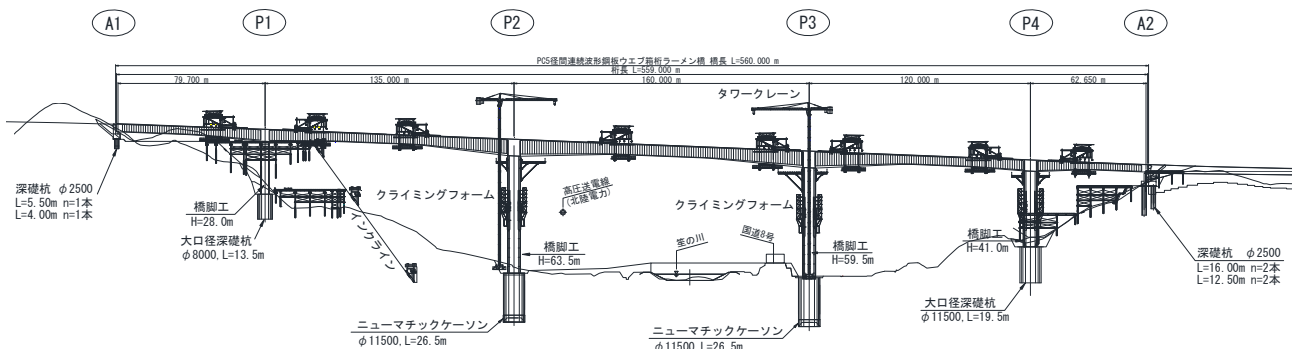 A1
P1
P2
P3
P4
A2
PC5径間連続波形鋼板ウエブ箱桁ラーメン橋 橋長 L=560.000 m
桁長 L=559.000 m
79.700 m
135.000 m
160.000 m
120.000 m
62.650 m
タワークレーン
深礎杭 φ2500
L=5.50m n=1本
L=4.00m n=1本
橋脚工
H=28.0m
大口径深礎杭
φ8000,L=13.5m
インクライン
クライミングフォーム
高圧送電線
(北陸電力)
橋脚工
H=63.5m
笙の川
国道8号
クライミングフォーム
橋脚工
H=59.5m
橋脚工
H=41.0m
深礎杭 φ2500
L=16.00m n=2本
L=12.50m n=2本
大口径深礎杭
φ11500,L=19.5m
ニューマチックケーソン
φ11500,L=26.5m
ニューマチックケーソン
φ11500,L=26.5m